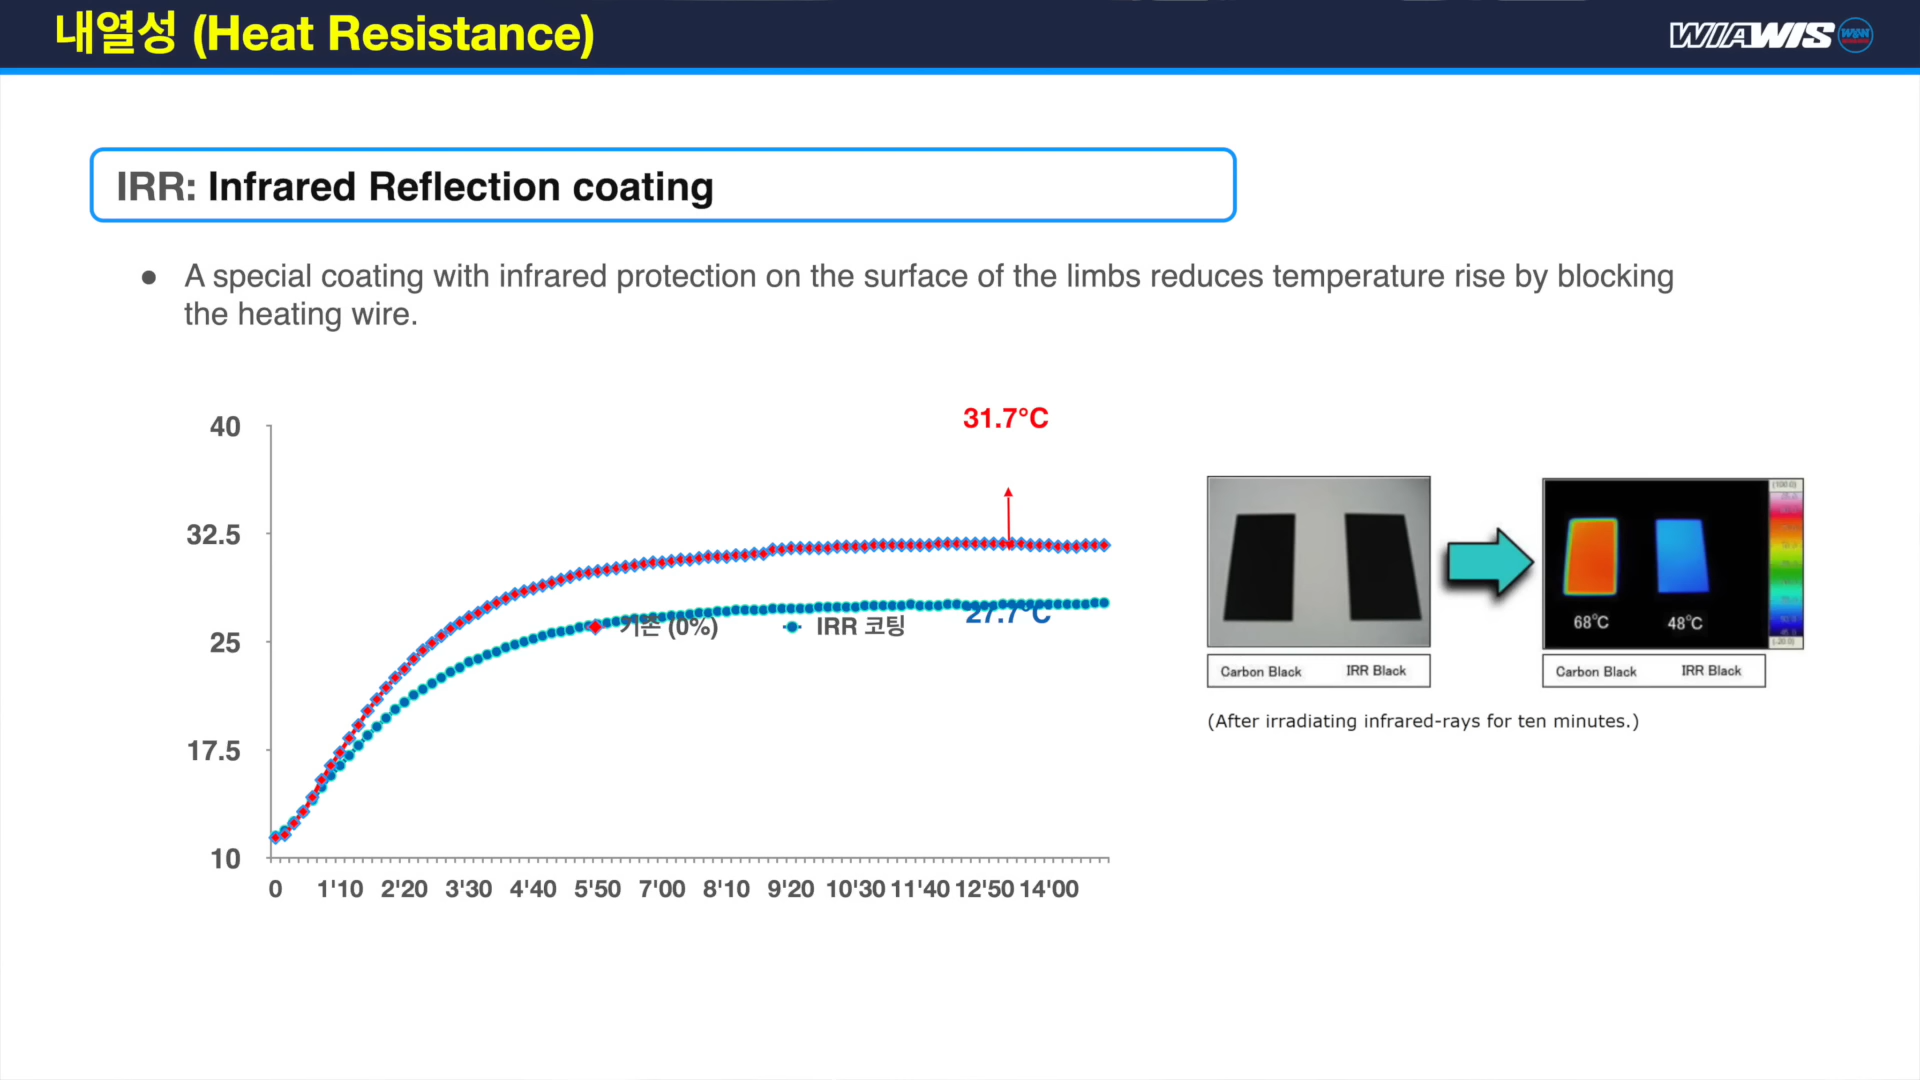 내열성 (Heat Resistance)
WIAWIS
IRR: Infrared Reflection coating
● A special coating with infrared protection on the surface of the limbs reduces temperature rise by blocking
the heating wire.
40
32.5
25
17.5
10
31.7°C
27.7°C
기존 (0%)
IRR 코팅
0 1'10 2'20 3'30 4'40 5'50 7'00 8'10 9'20 10'30 11'40 12'50 14'00
68°C
48°C
Carbon Black IRR Black
Carbon Black IRR Black
(After irradiating infrared-rays for ten minutes.)